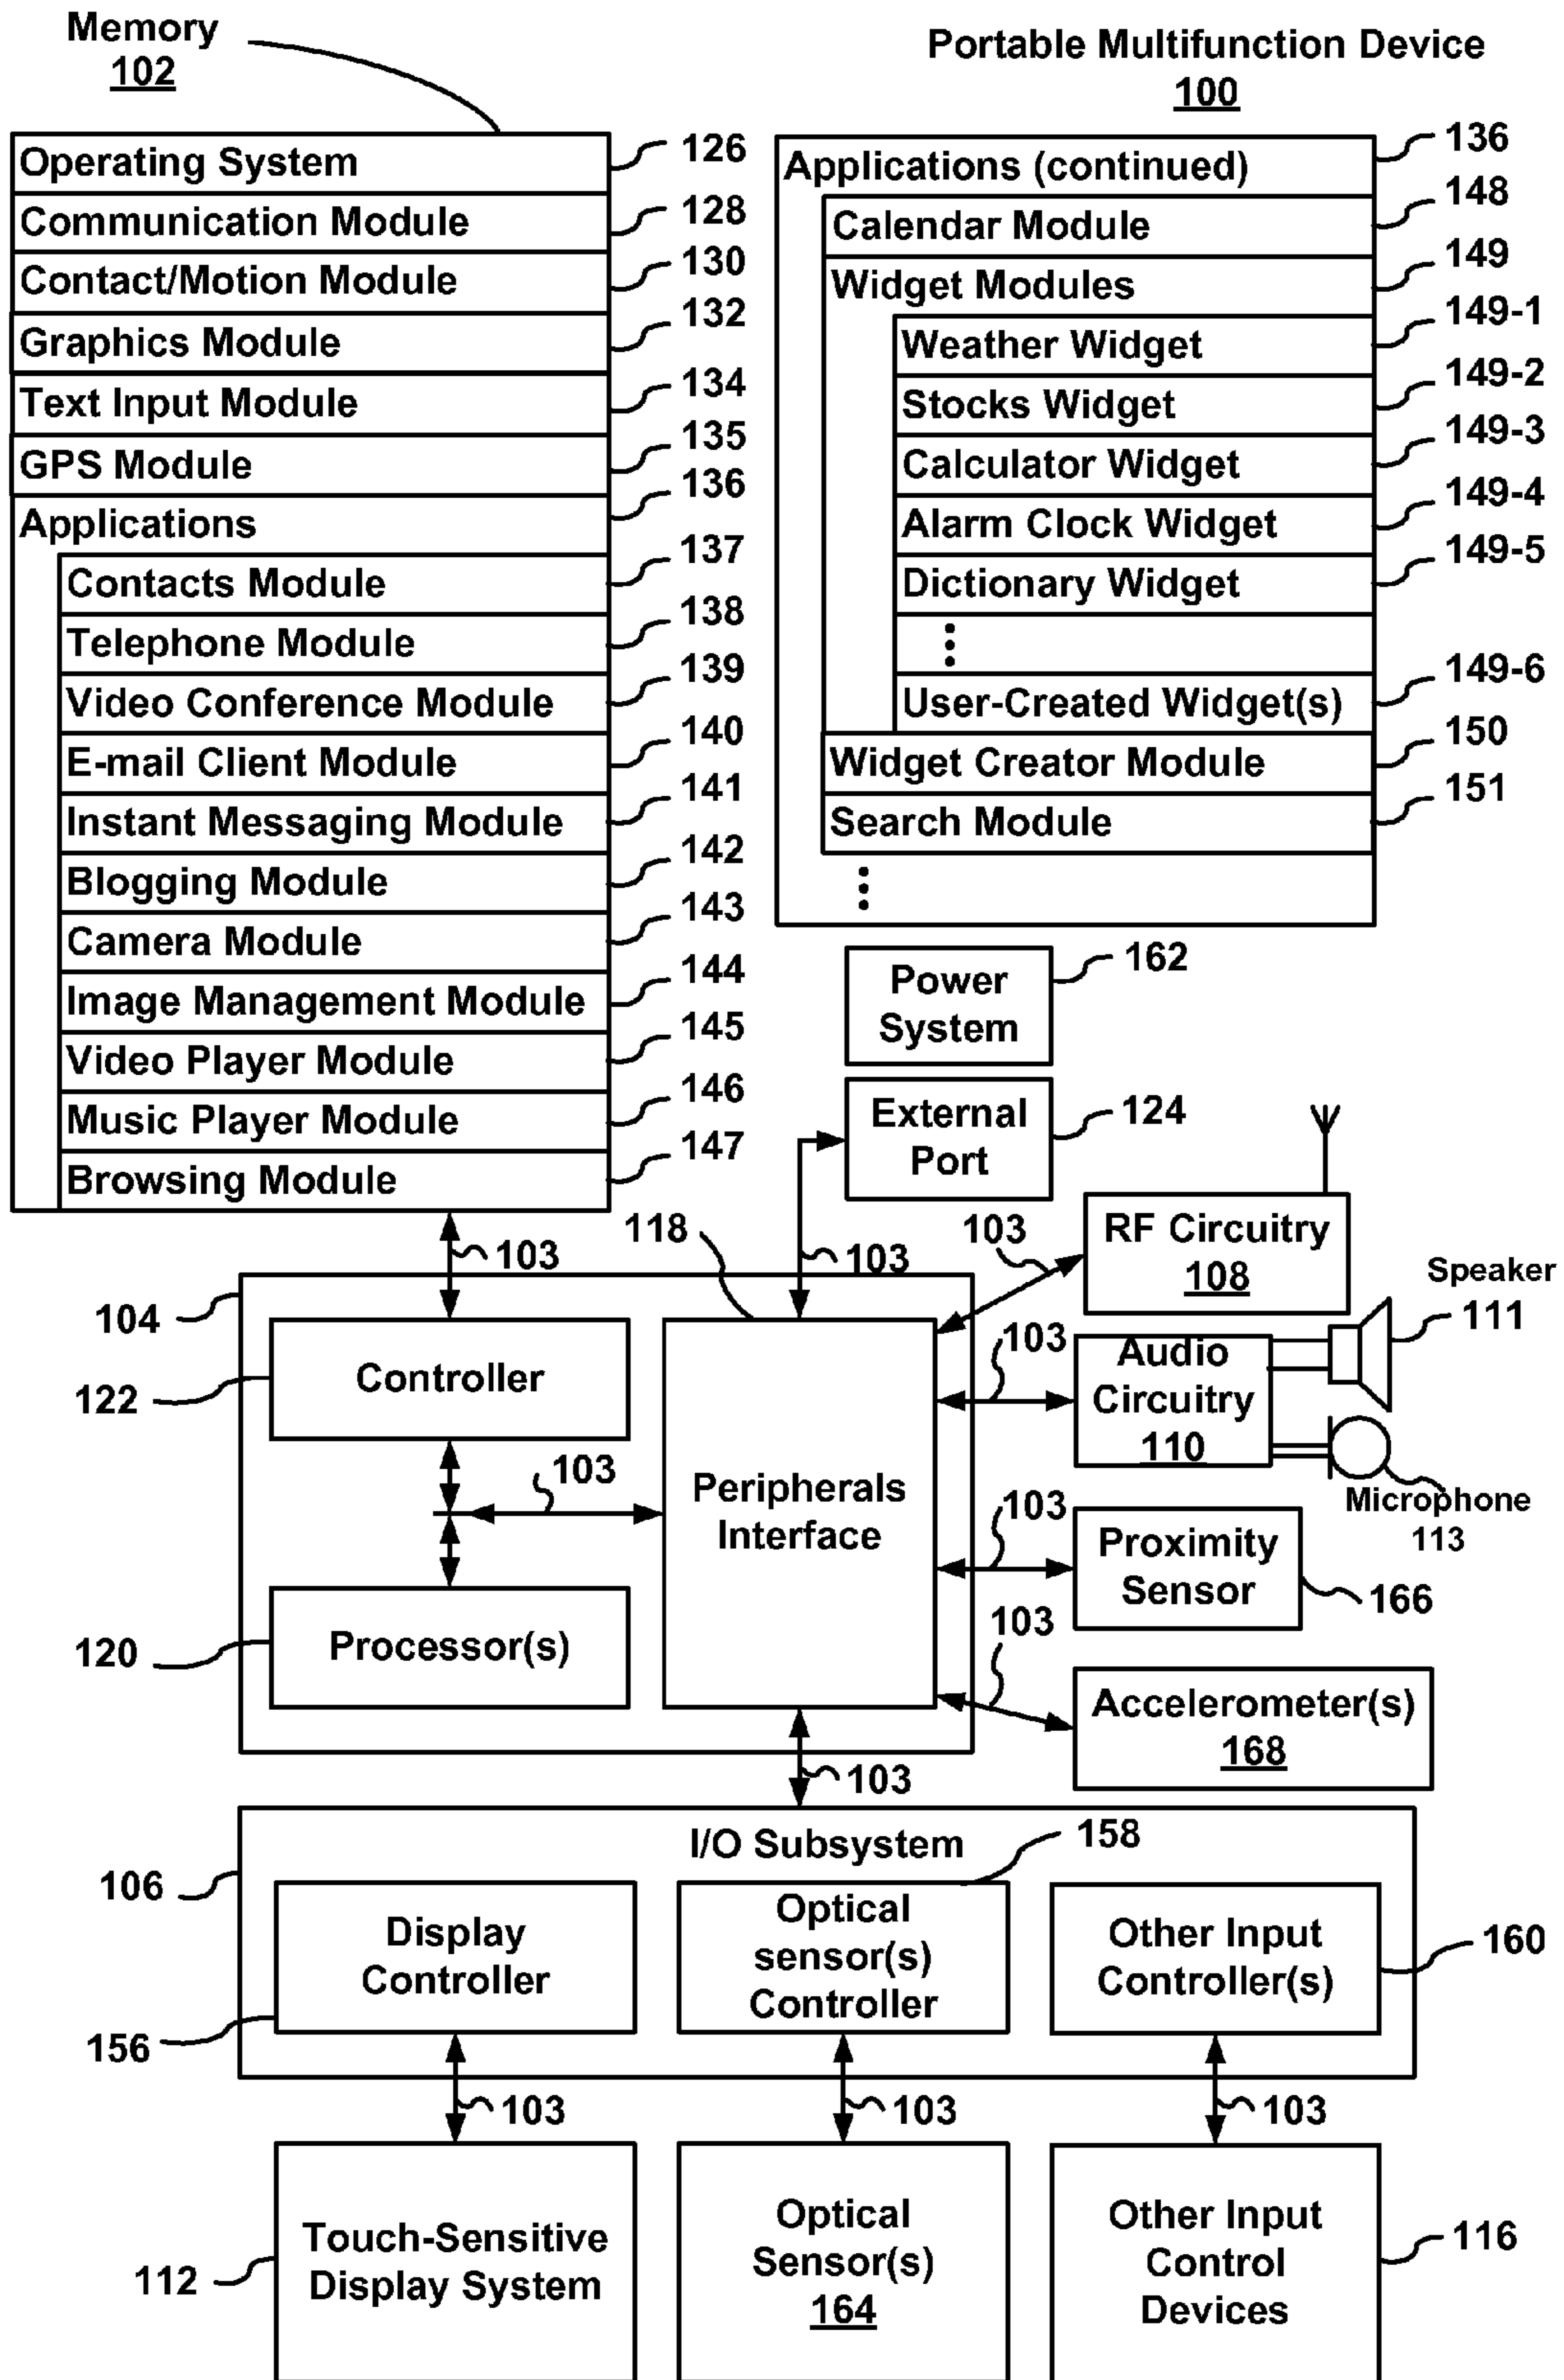 Memory
102
Portable Multifunction Device
100
Operating System
126
Communication Module
128
Contact/Motion Module
130
Graphics Module
132
Text Input Module
134
GPS Module
135
Applications
136
Contacts Module
137
Telephone Module
138
Video Conference Module
139
E-mail Client Module
140
Instant Messaging Module
141
Blogging Module
142
Camera Module
143
Image Management Module
144
Video Player Module
145
Music Player Module
146
Browsing Module
147
Applications (continued)
136
Calendar Module
148
Widget Modules
149
Weather Widget
149-1
Stocks Widget
149-2
Calculator Widget
149-3
Alarm Clock Widget
149-4
Dictionary Widget
149-5
User-Created Widget(s)
149-6
Widget Creator Module
150
Search Module
151
Power
System
162
External
Port
124
103
118
103
103
RF Circuitry
108
Speaker
111
104
Controller
122
103
Audio
Circuitry
110
103
Peripherals
Interface
Microphone
113
103
Proximity
Sensor
166
Processor(s)
120
103
Accelerometer(s)
168
103
I/O Subsystem
158
106
Display
Controller
156
Optical
sensor(s)
Controller
Other Input
Controller(s)
160
103
103
103
Touch-Sensitive
Display System
112
Optical
Sensor(s)
164
Other Input
Control
Devices
116